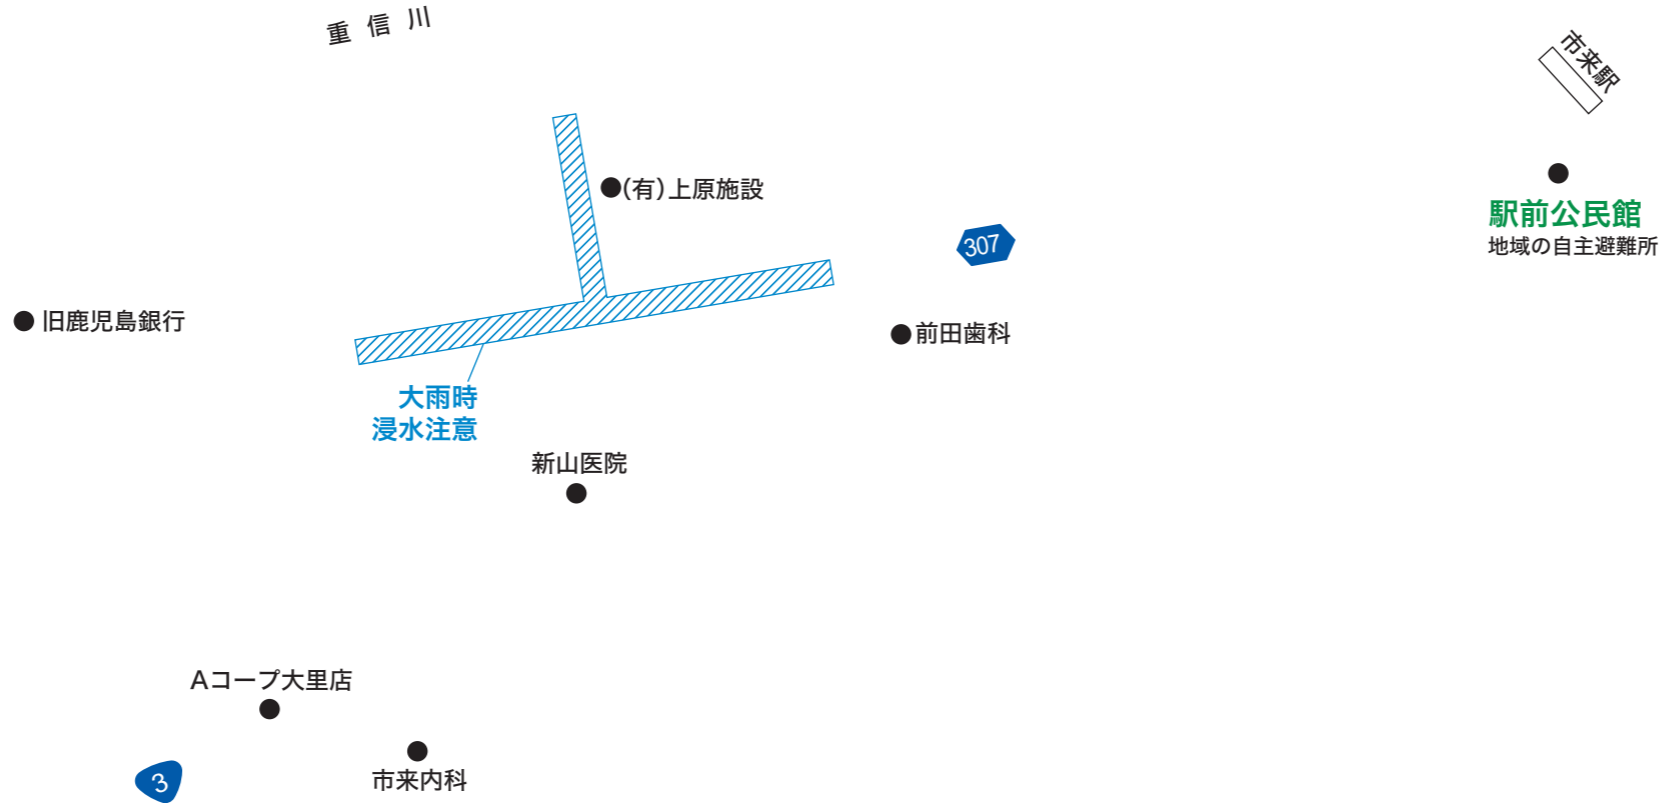 重信川
市来駅
(有)上原施設
駅前公民館
地域の自主避難所
307
旧鹿児島銀行
前田歯科
大雨時
浸水注意
新山医院
Aコープ大里店
市来内科
3